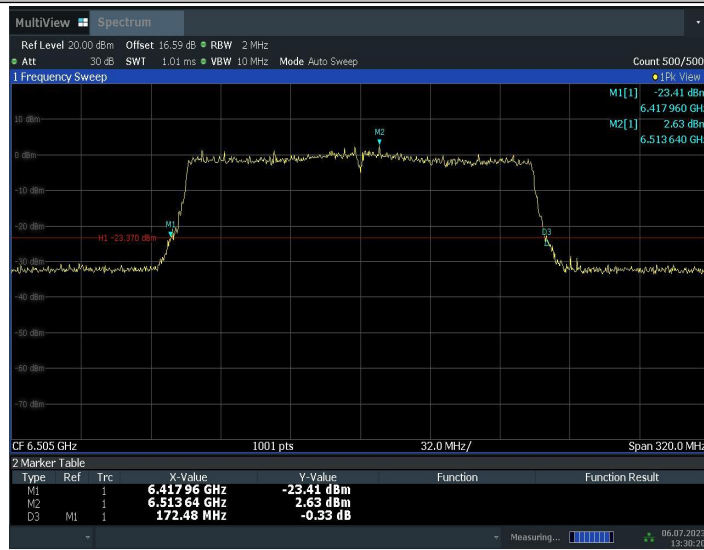 MultiView Spectrum
Ref Level 20.00 dBm Offset 16.59 dB RBW 2 MHz
Att 30 dB SWT 1.01 ms VBW 10 MHz Mode Auto Sweep Count 500/500
1 Frequency Sweep 1Pk View
M1[1] -23.41 dBm
6.417 960 GHz
M2[1] 2.63 dBm
6.513 640 GHz
10 dBm
M2
0 dBm
-10 dBm
-20 dBm
M1
D3
H1 -23.370 dBm
-30 dBm
-40 dBm
-50 dBm
-60 dBm
-70 dBm
CF 6.505 GHz 1001 pts 32.0 MHz/ Span 320.0 MHz
2 Marker Table
Type Ref Trc X-Value Y-Value Function Function Result
M1 1 6.417 96 GHz -23.41 dBm
M2 1 6.513 64 GHz 2.63 dBm
D3 M1 1 172.48 MHz -0.33 dB
Measuring... 06.07.2023
13:30:20